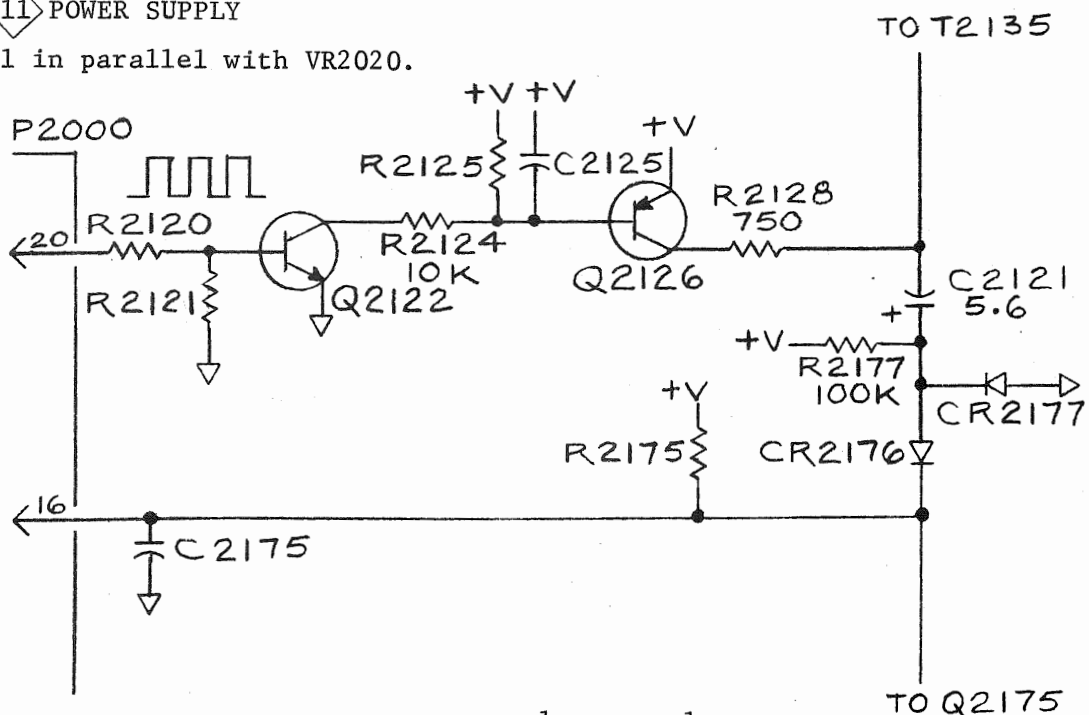 11 POWER SUPPLY
TO T2135
1 in parallel with VR2020.
+V +V
P2000
+V
R2125
C2125
R2128
750
R2120
20
R2124
10K
Q2126
C2121
5.6
+
R2121
Q2122
+V
R2177
100K
CR2177
+V
R2175
CR2176
16
C2175
TO Q2175